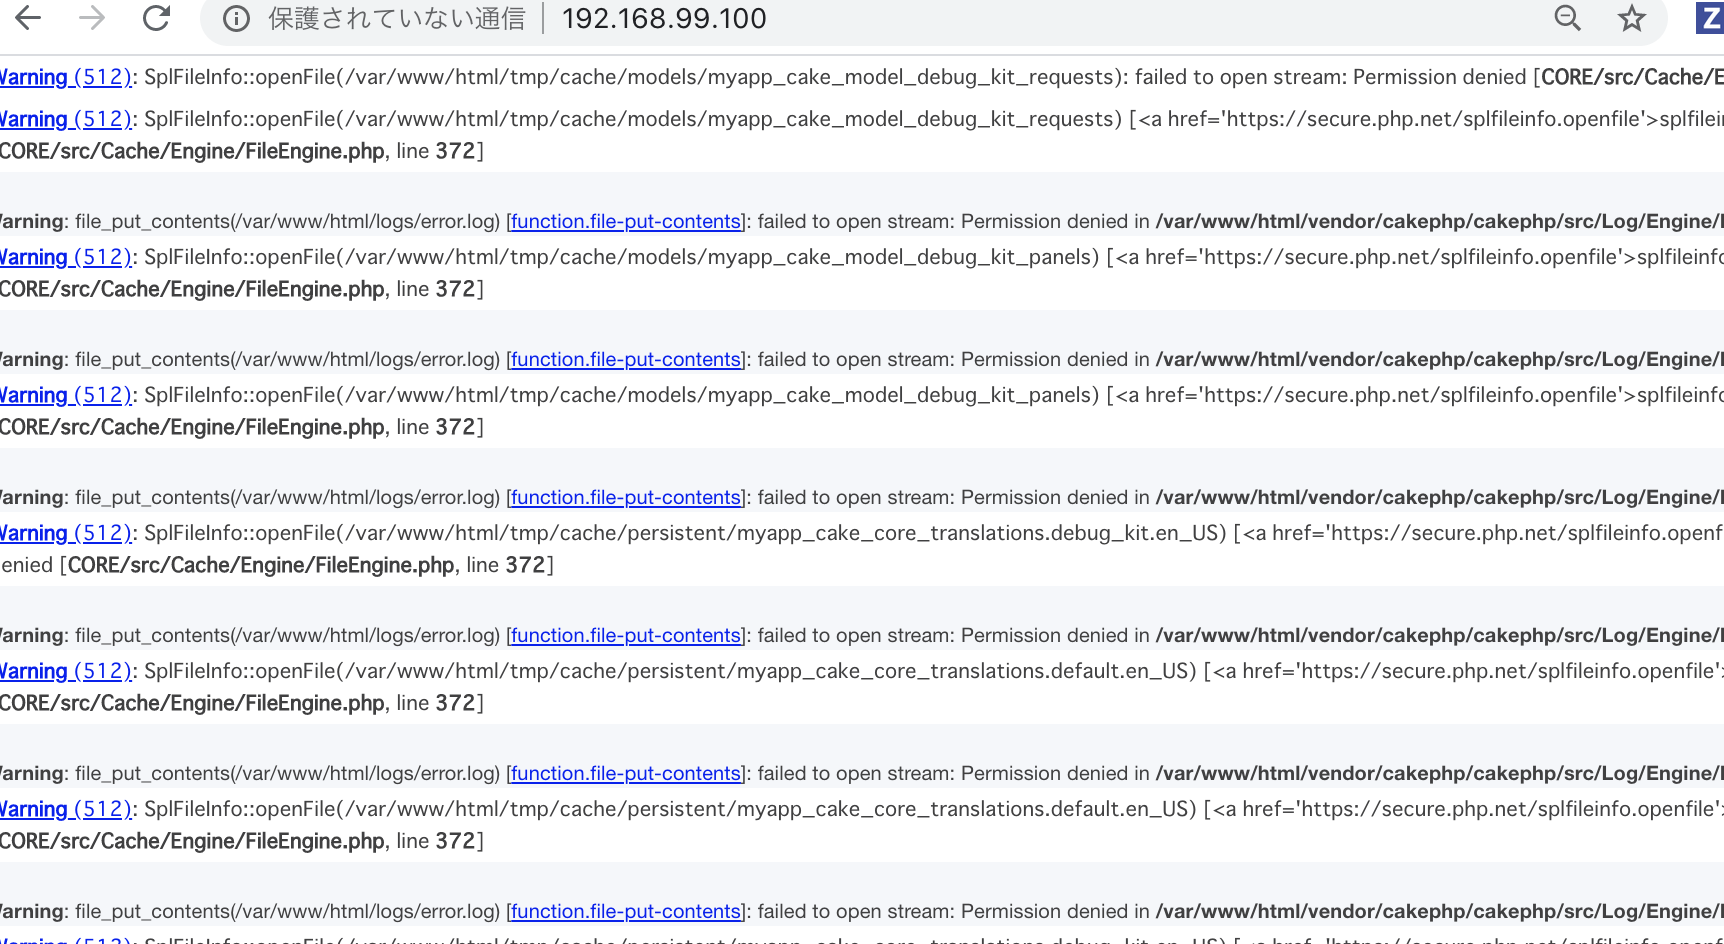 保護されていない通信 192.168.99.100
Warning (512): SplFileInfo::openFile(/var/www/html/tmp/cache/models/myapp_cake_model_debug_kit_requests): failed to open stream: Permission denied [CORE/src/Cache/E
Warning (512): SplFileInfo::openFile(/var/www/html/tmp/cache/models/myapp_cake_model_debug_kit_requests) [<a href='https://secure.php.net/splfileinfo.openfile'>splfilei
CORE/src/Cache/Engine/FileEngine.php, line 372]
Warning: file_put_contents(/var/www/html/logs/error.log) [function.file-put-contents]: failed to open stream: Permission denied in /var/www/html/vendor/cakephp/cakephp/src/Log/Engine/
Warning (512): SplFileInfo::openFile(/var/www/html/tmp/cache/models/myapp_cake_model_debug_kit_panels) [<a href='https://secure.php.net/splfileinfo.openfile'>splfileinfo
CORE/src/Cache/Engine/FileEngine.php, line 372]
Warning: file_put_contents(/var/www/html/logs/error.log) [function.file-put-contents]: failed to open stream: Permission denied in /var/www/html/vendor/cakephp/cakephp/src/Log/Engine/
Warning (512): SplFileInfo::openFile(/var/www/html/tmp/cache/models/myapp_cake_model_debug_kit_panels) [<a href='https://secure.php.net/splfileinfo.openfile'>splfileinfo
CORE/src/Cache/Engine/FileEngine.php, line 372]
Warning: file_put_contents(/var/www/html/logs/error.log) [function.file-put-contents]: failed to open stream: Permission denied in /var/www/html/vendor/cakephp/cakephp/src/Log/Engine/
Warning (512): SplFileInfo::openFile(/var/www/html/tmp/cache/persistent/myapp_cake_core_translations.debug_kit.en_US) [<a href='https://secure.php.net/splfileinfo.openf
enied [CORE/src/Cache/Engine/FileEngine.php, line 372]
Warning: file_put_contents(/var/www/html/logs/error.log) [function.file-put-contents]: failed to open stream: Permission denied in /var/www/html/vendor/cakephp/cakephp/src/Log/Engine/
Warning (512): SplFileInfo::openFile(/var/www/html/tmp/cache/persistent/myapp_cake_core_translations.default.en_US) [<a href='https://secure.php.net/splfileinfo.openfile'>
CORE/src/Cache/Engine/FileEngine.php, line 372]
Warning: file_put_contents(/var/www/html/logs/error.log) [function.file-put-contents]: failed to open stream: Permission denied in /var/www/html/vendor/cakephp/cakephp/src/Log/Engine/
Warning (512): SplFileInfo::openFile(/var/www/html/tmp/cache/persistent/myapp_cake_core_translations.default.en_US) [<a href='https://secure.php.net/splfileinfo.openfile'>
CORE/src/Cache/Engine/FileEngine.php, line 372]
Warning: file_put_contents(/var/www/html/logs/error.log) [function.file-put-contents]: failed to open stream: Permission denied in /var/www/html/vendor/cakephp/cakephp/src/Log/Engine/